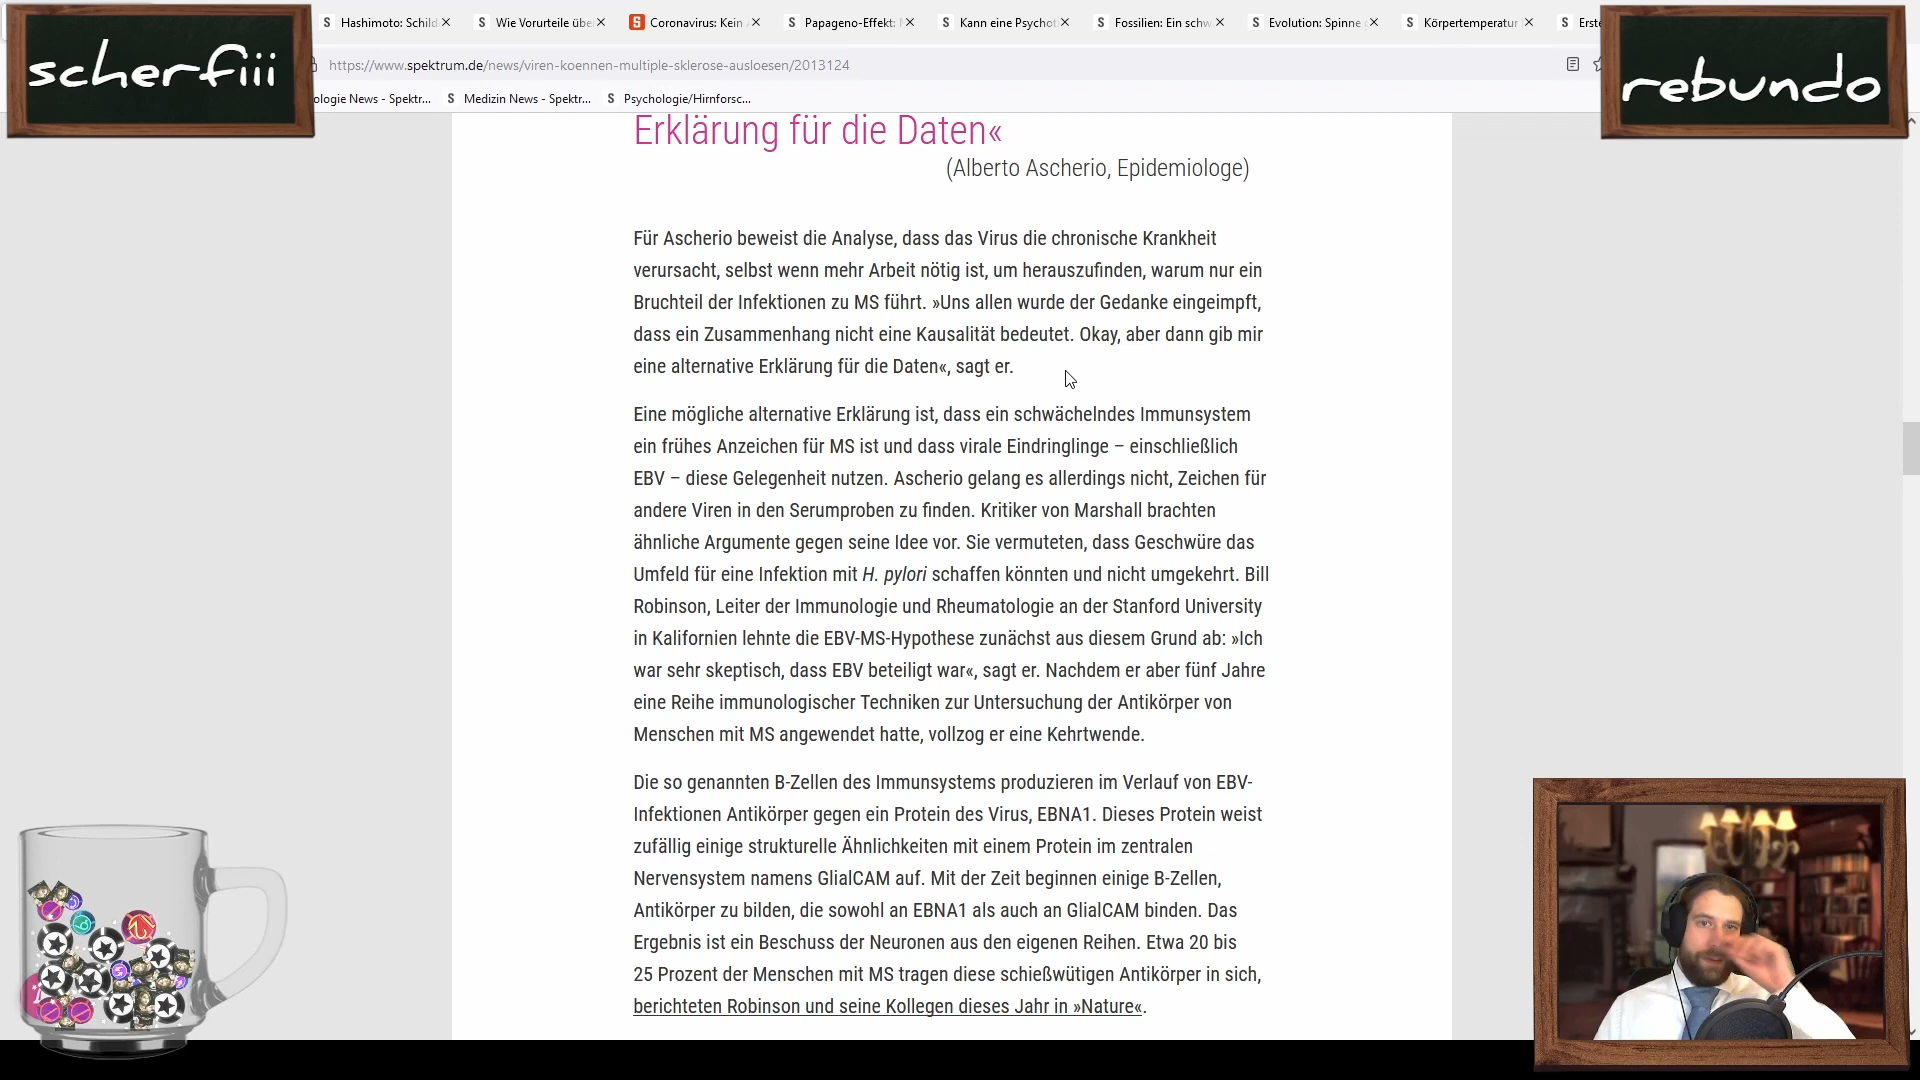 scherfiii
rebundo
Hashimoto: Schild
Wie Vorurteile übe
Coronavirus: Kein
Papageno-Effekt:
Kann eine Psychot
Fossilien: Ein schw
Evolution: Spinne
Körpertemperatur
Erste
https://www.spektrum.de/news/viren-koennen-multiple-sklerose-ausloesen/2013124
ologie News - Spektr...
Medizin News - Spektr...
Psychologie/Hirnforsc...
Erklärung für die Daten«
(Alberto Ascherio, Epidemiologe)
Für Ascherio beweist die Analyse, dass das Virus die chronische Krankheit
verursacht, selbst wenn mehr Arbeit nötig ist, um herauszufinden, warum nur ein
Bruchteil der Infektionen zu MS führt. »Uns allen wurde der Gedanke eingeimpft,
dass ein Zusammenhang nicht eine Kausalität bedeutet. Okay, aber dann gib mir
eine alternative Erklärung für die Daten«, sagt er.
Eine mögliche alternative Erklärung ist, dass ein schwächelndes Immunsystem
ein frühes Anzeichen für MS ist und dass virale Eindringlinge – einschließlich
EBV – diese Gelegenheit nutzen. Ascherio gelang es allerdings nicht, Zeichen für
andere Viren in den Serumproben zu finden. Kritiker von Marshall brachten
ähnliche Argumente gegen seine Idee vor. Sie vermuteten, dass Geschwüre das
Umfeld für eine Infektion mit H. pylori schaffen könnten und nicht umgekehrt. Bill
Robinson, Leiter der Immunologie und Rheumatologie an der Stanford University
in Kalifornien lehnte die EBV-MS-Hypothese zunächst aus diesem Grund ab: »Ich
war sehr skeptisch, dass EBV beteiligt war«, sagt er. Nachdem er aber fünf Jahre
eine Reihe immunologischer Techniken zur Untersuchung der Antikörper von
Menschen mit MS angewendet hatte, vollzog er eine Kehrtwende.
Die so genannten B-Zellen des Immunsystems produzieren im Verlauf von EBV-
Infektionen Antikörper gegen ein Protein des Virus, EBNA1. Dieses Protein weist
zufällig einige strukturelle Ähnlichkeiten mit einem Protein im zentralen
Nervensystem namens GlialCAM auf. Mit der Zeit beginnen einige B-Zellen,
Antikörper zu bilden, die sowohl an EBNA1 als auch an GlialCAM binden. Das
Ergebnis ist ein Beschuss der Neuronen aus den eigenen Reihen. Etwa 20 bis
25 Prozent der Menschen mit MS tragen diese schießwütigen Antikörper in sich,
berichteten Robinson und seine Kollegen dieses Jahr in »Nature«.